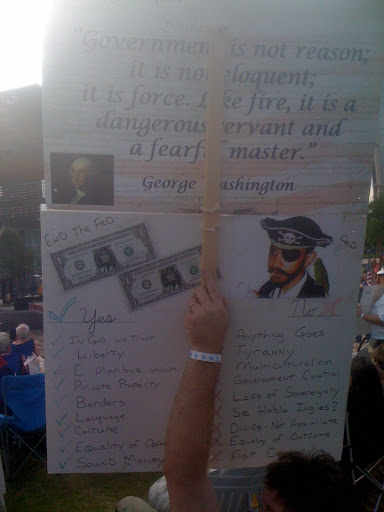 "Government is not reason;
it is not eloquent;
it is force. Like fire, it is a
dangerous servant and
a fearful master."
George Washington
END THE FED
FED
Yes
No
IN GOD WE TRUST
LIBERTY
E PLURIBUS UNUM
PRIVATE PROPERTY
BORDERS
LANGUAGE
CULTURE
EQUALITY OF
SOUND MONEY
ANYTHING GOES
TYRANNY
MULTICULTURALISM
GOVERNMENT CONTROL
LOSS OF SOVEREIGNTY
SE HABLA INGLES?
DIVIDE-NO ASSIMILATE
EQUALITY OF OUTCOME
FIAT